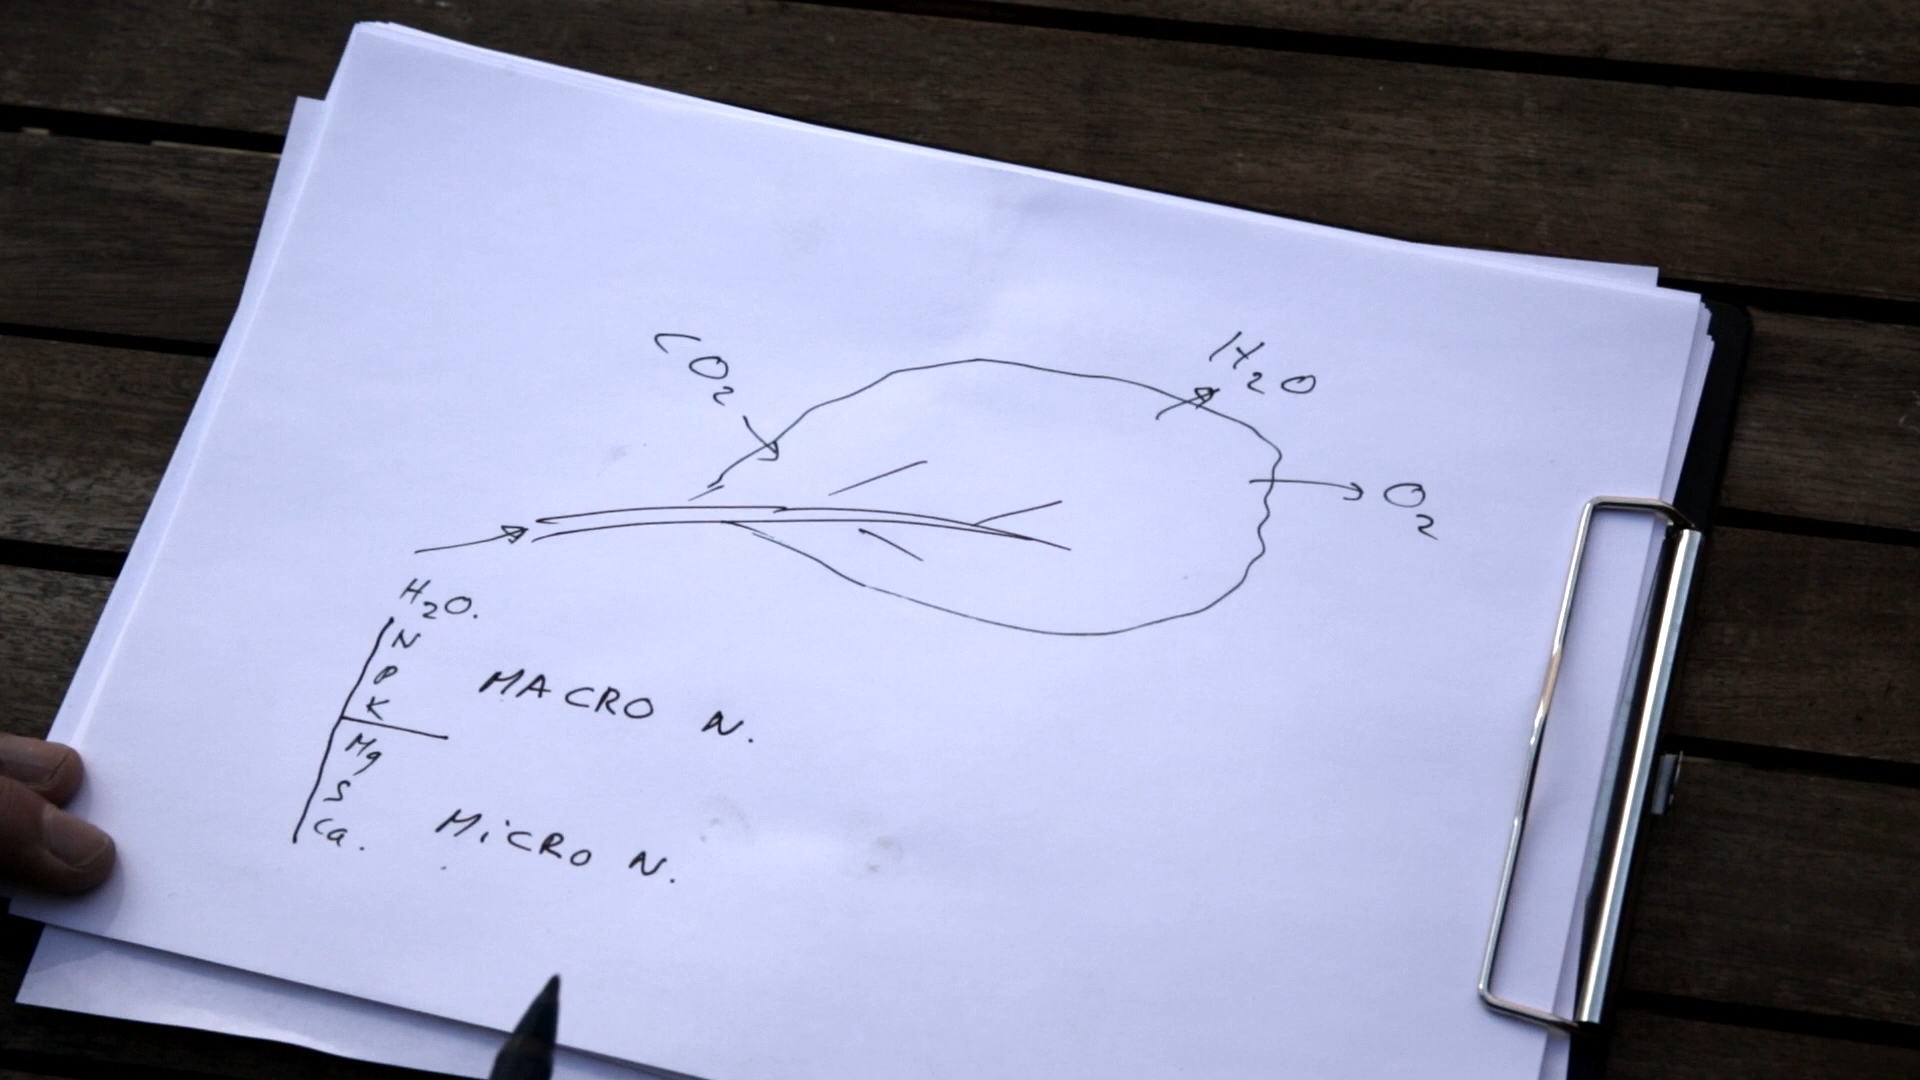 CO2
H2O
O2
H2O.
N
P
K
MACRO N.
Mg
S
Ca.
MiCRO N.